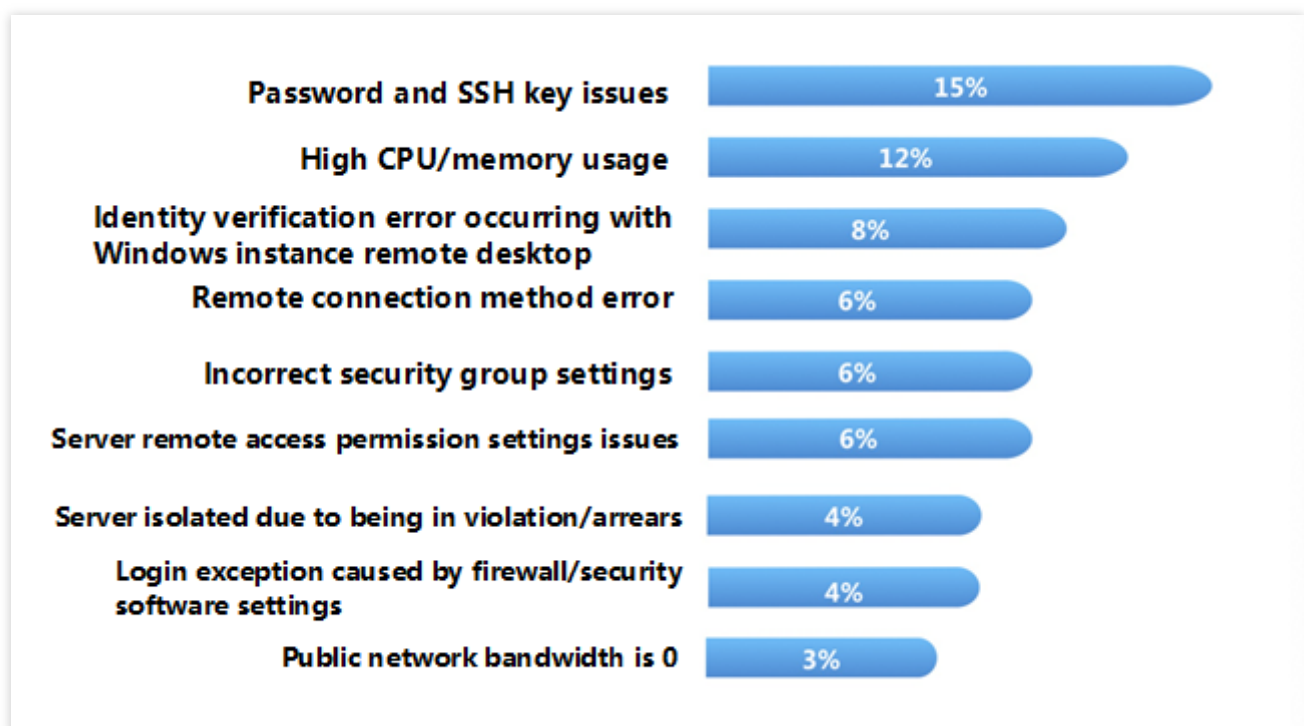 Password and SSH key issues 15%
High CPU/memory usage 12%
Identity verification error occurring with
Windows instance remote desktop 8%
Remote connection method error 6%
Incorrect security group settings 6%
Server remote access permission settings issues 6%
Server isolated due to being in violation/arrears 4%
Login exception caused by firewall/security
software settings 4%
Public network bandwidth is 0 3%